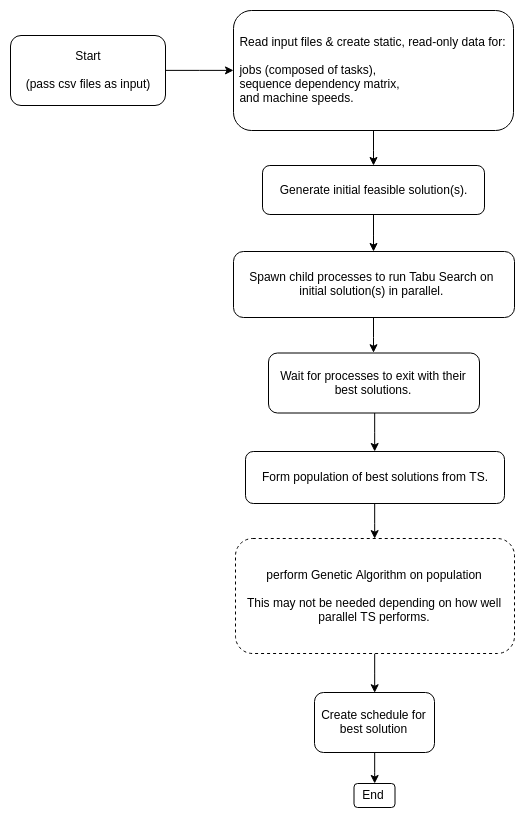 Start
(pass csv files as input)
Read input files & create static, read-only data for:
jobs (composed of tasks),
sequence dependency matrix,
and machine speeds.
Generate initial feasible solution(s).
Spawn child processes to run Tabu Search on
initial solution(s) in parallel.
Wait for processes to exit with their
best solutions.
Form population of best solutions from TS.
perform Genetic Algorithm on population
This may not be needed depending on how well
parallel TS performs.
Create schedule for
best solution
End